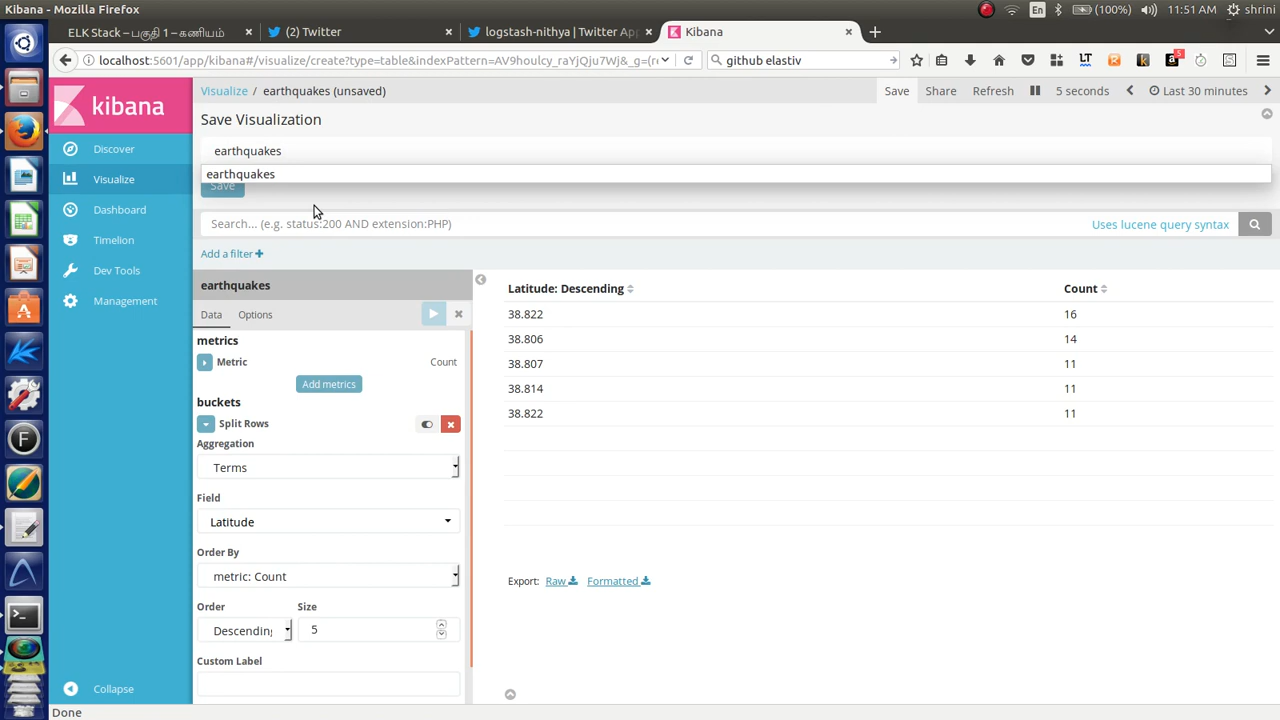 Kibana - Mozilla Firefox
En
(100%)
11:51 AM
shrini
ELK Stack – பகுதி 1 – கணியம்
(2) Twitter
logstash-nithya | Twitter App
Kibana
localhost:5601/app/kibana#/visualize/create?type=table&indexPattern=AV9houlcy_raYjQju7Wj&_g=(r
github elastiv
5
kibana
Discover
Visualize
Dashboard
Timelion
Dev Tools
Management
Collapse
Visualize / earthquakes (unsaved)
Save Share Refresh 5 seconds Last 30 minutes
Save Visualization
earthquakes
earthquakes
Save
Search... (e.g. status:200 AND extension:PHP)
Uses lucene query syntax
Add a filter
earthquakes
Data Options
metrics
Metric Count
Add metrics
buckets
Split Rows
Aggregation
Terms
Field
Latitude
Order By
metric: Count
Order Size
Descending 5
Custom Label
Latitude: Descending Count
38.822 16
38.806 14
38.807 11
38.814 11
38.822 11
Export: Raw Formatted
Done